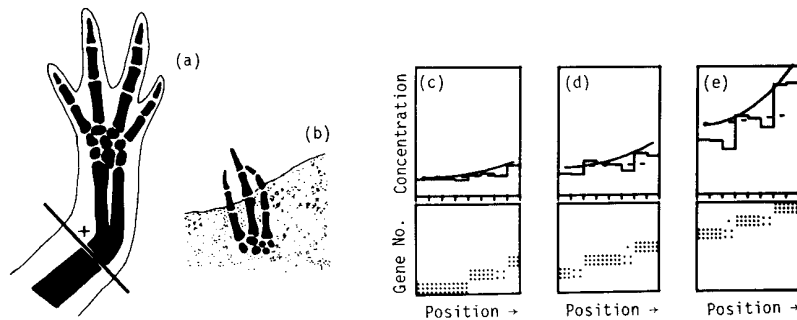 (a)
(b)
(c)
(d)
(e)
Concentration
Gene No.
Position →
Position →
Position →